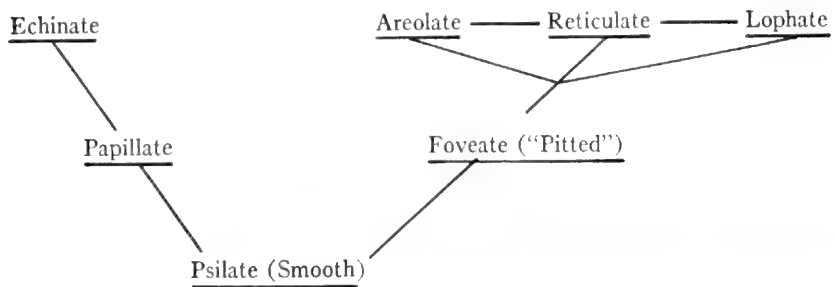 Echinate Areolate Reticulate Lophate
Papillate Foveate ("Pitted")
Psilate (Smooth)